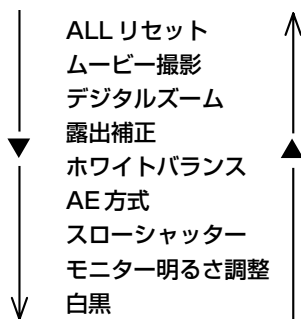 ALL リセット
ムービー撮影
デジタルズーム
露出補正
ホワイトバランス
AE 方式
スローシャッター
モニター明るさ調整
白黒